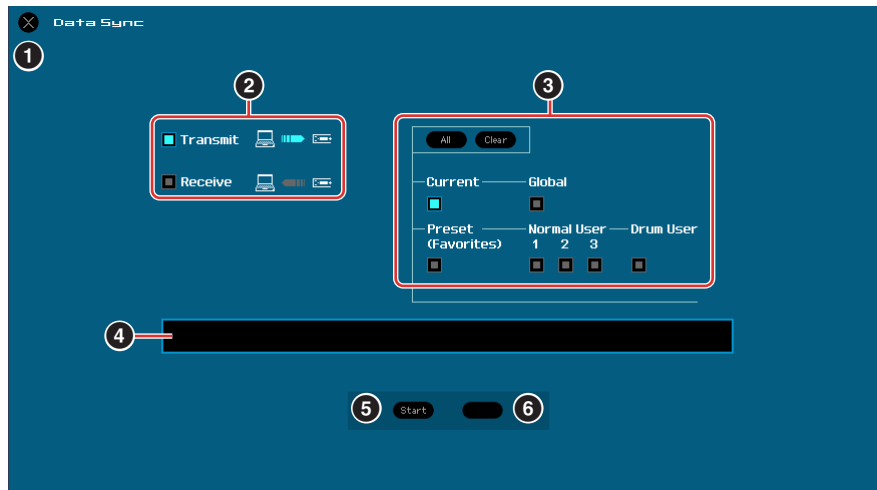 Data Sync
1
2
3
Transmit
Receive
All Clear
Current Global
Preset Normal User Drum User
(Favorites) 1 2 3
4
5 Start 6